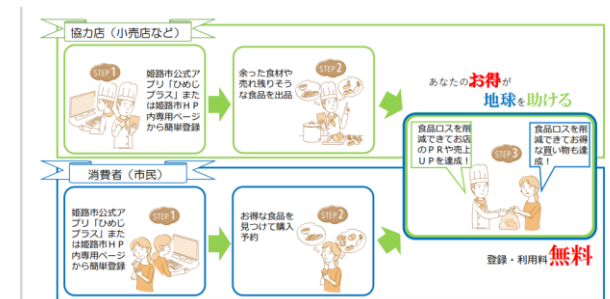 協力店（小売店など）
STEP1
姫路市公式ア
プリ「ひめじ
プラス」また
は姫路市ＨＰ
内専用ページ
から簡単登録
STEP2
余った食材や
売れ残りそう
な食品を出品
あなたのお得が
地球を助ける
食品ロスを削
減できてお店
のＰＲや売上
ＵＰを達成！
STEP3
食品ロスを削
減できてお得
な買い物も達
成！
消費者（市民）
姫路市公式ア
プリ「ひめじ
プラス」また
は姫路市ＨＰ
内専用ページ
から簡単登録
STEP1
お得な食品を
見つけて購入
予約
STEP2
登録・利用料無料